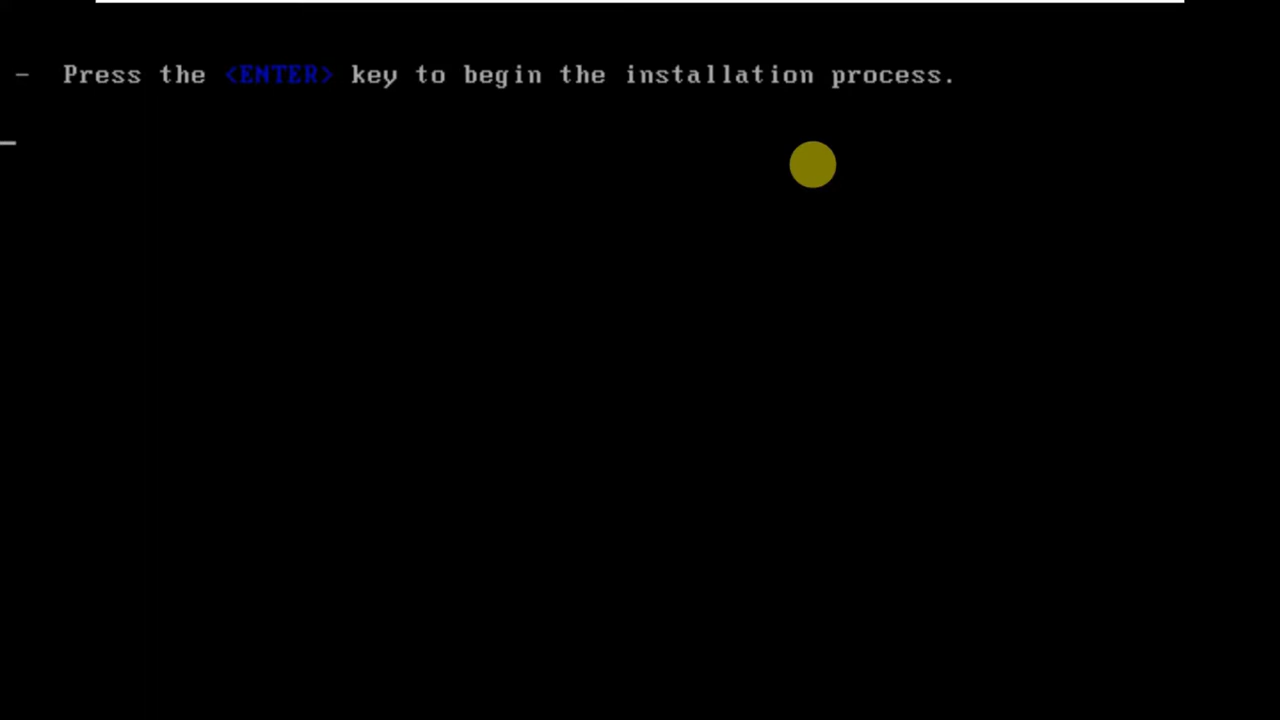 - Press the <ENTER> key to begin the installation process.